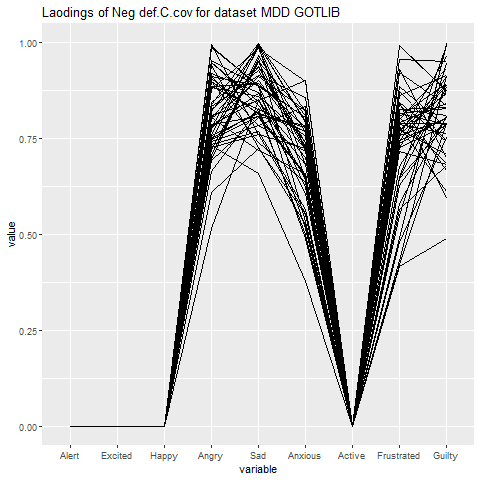 Laodings of Neg def.C.cov for dataset MDD GOTLIB
1.00
0.75
0.50
0.25
0.00
value
Alert Excited Happy Angry Sad Anxious Active Frustrated Guilty
variable